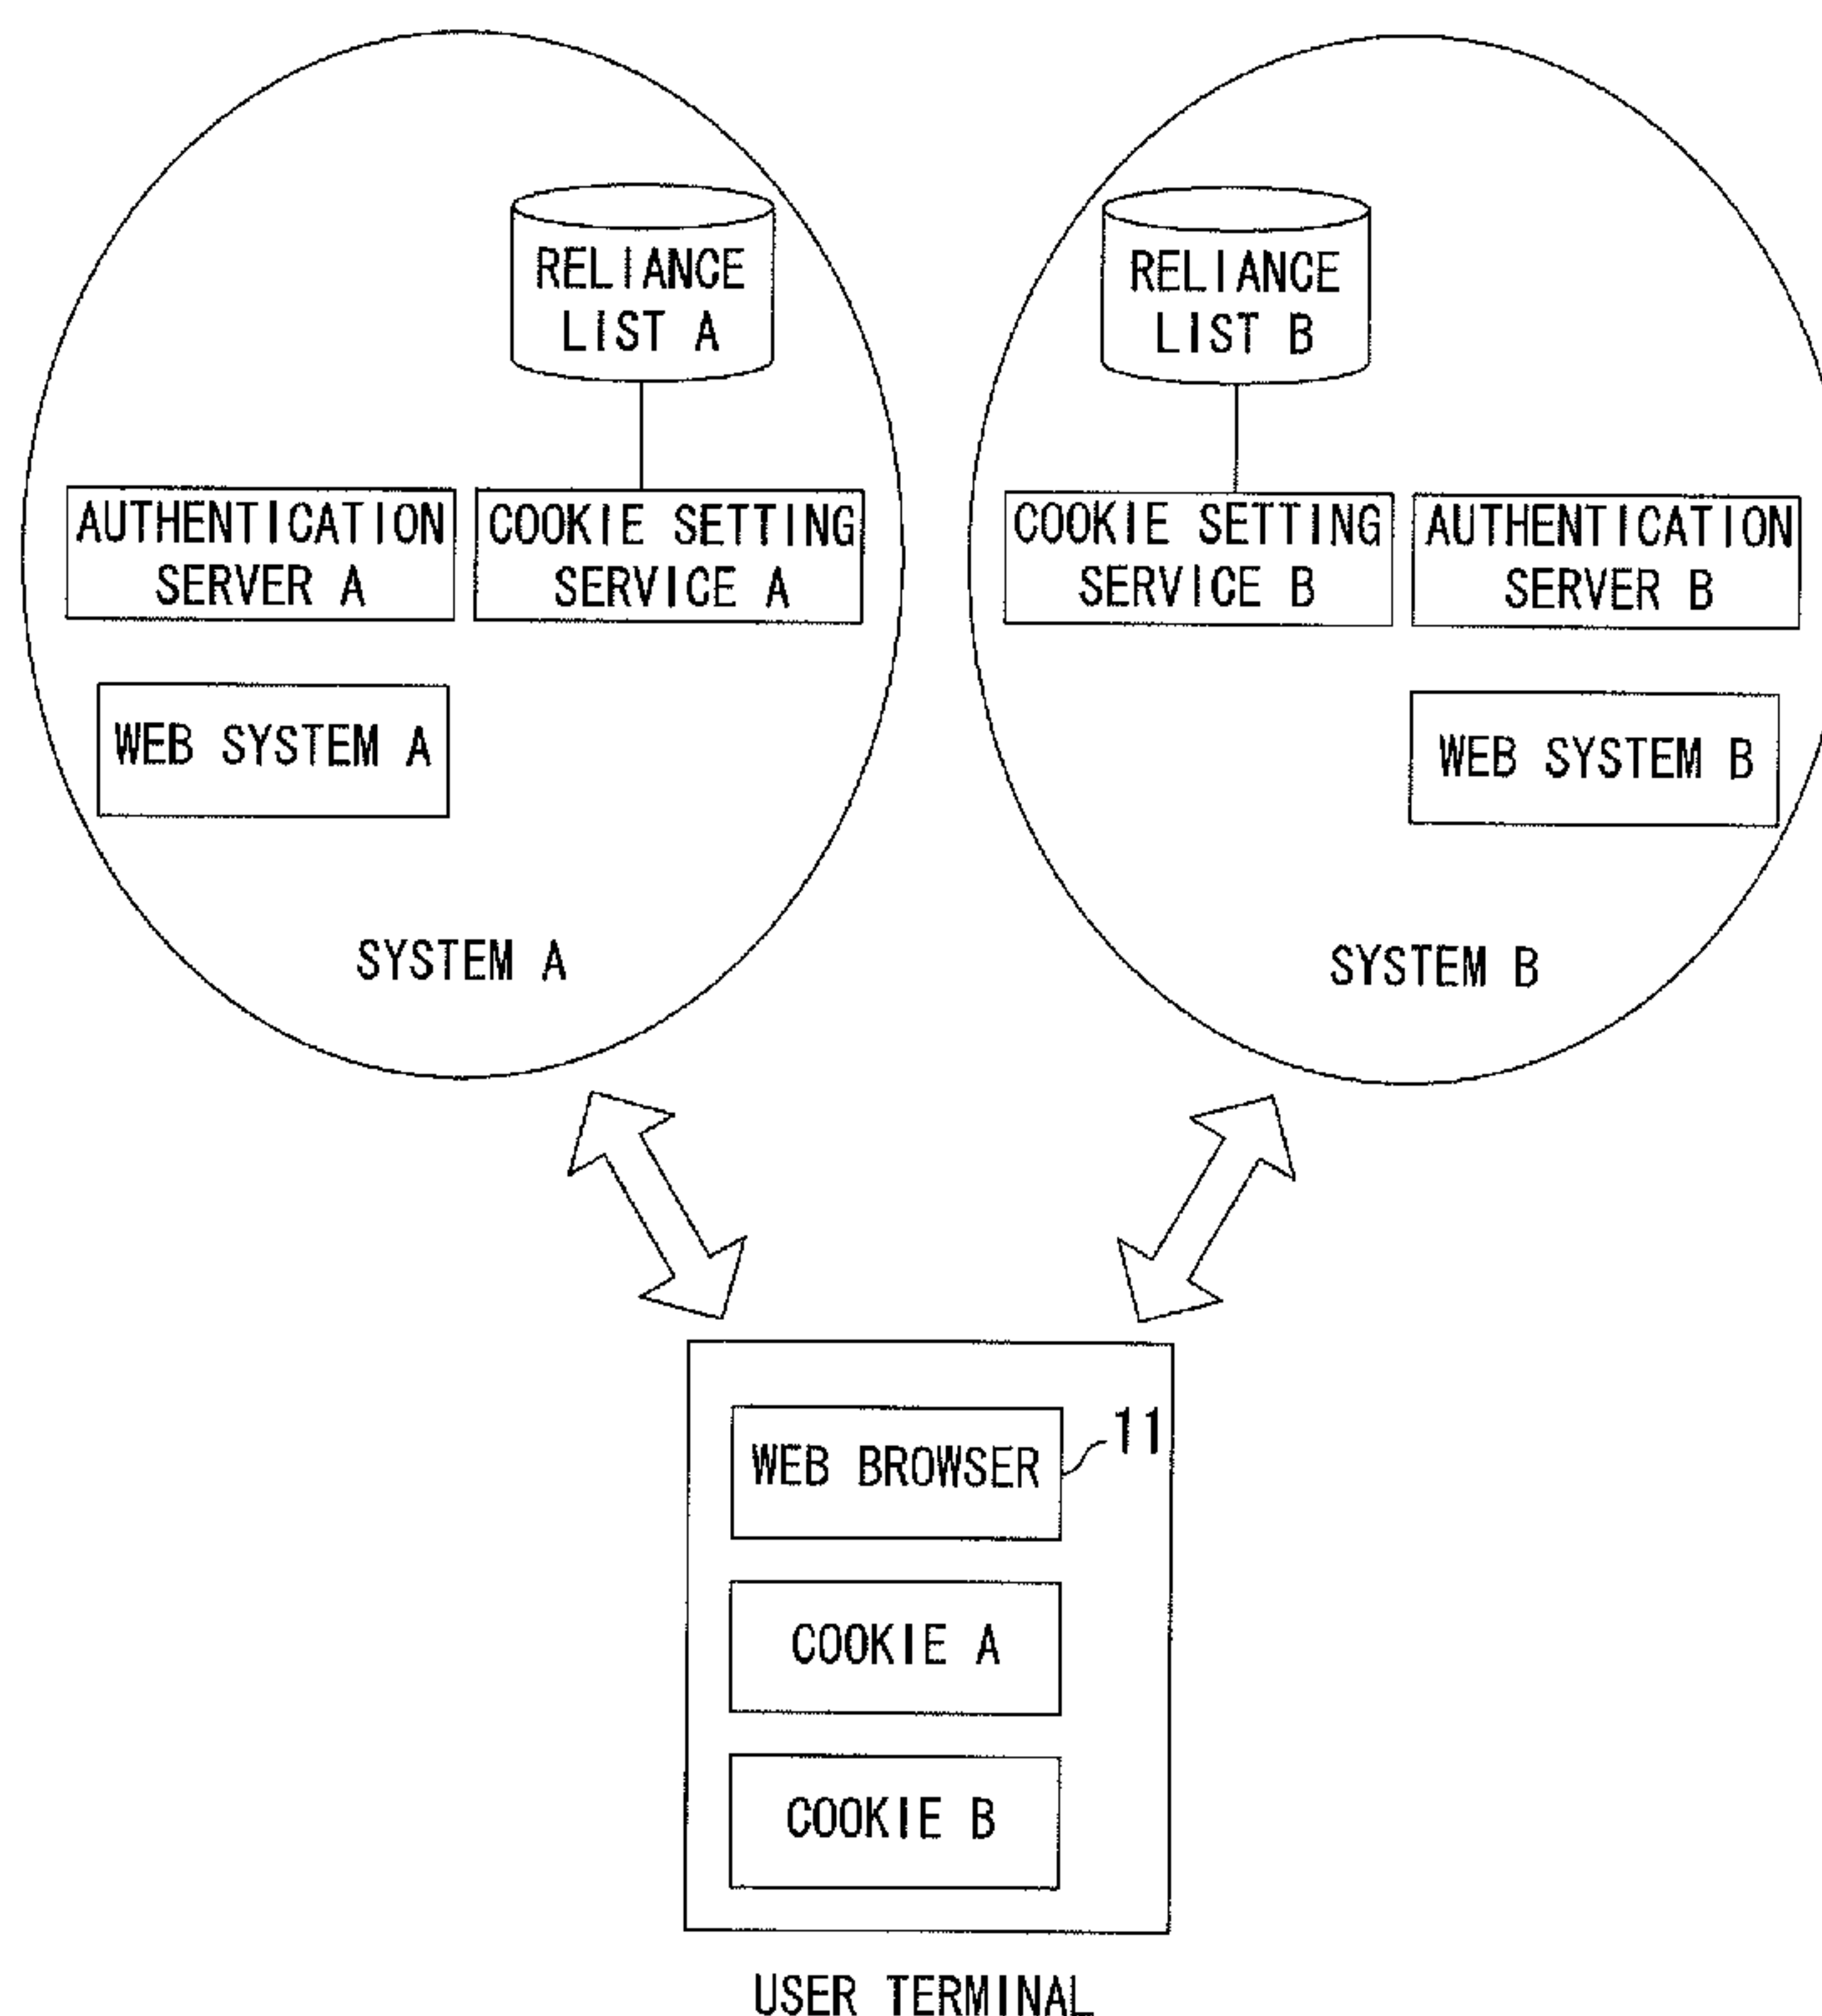 RELIANCE
LIST A
AUTHENTICATION
SERVER A
COOKIE SETTING
SERVICE A
WEB SYSTEM A
SYSTEM A
RELIANCE
LIST B
COOKIE SETTING
SERVICE B
AUTHENTICATION
SERVER B
WEB SYSTEM B
SYSTEM B
WEB BROWSER
11
COOKIE A
COOKIE B
USER TERMINAL